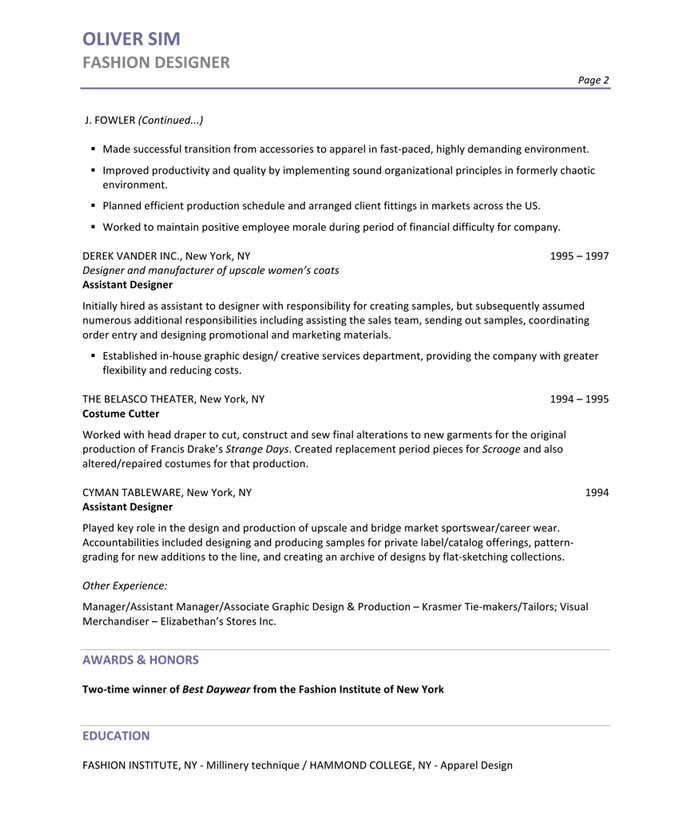 OLIVER SIM
FASHION DESIGNER
Page 2
J. FOWLER (Continued...)
▪ Made successful transition from accessories to apparel in fast-paced, highly demanding environment.
▪ Improved productivity and quality by implementing sound organizational principles in formerly chaotic
environment.
▪ Planned efficient production schedule and arranged client fittings in markets across the US.
▪ Worked to maintain positive employee morale during period of financial difficulty for company.
DEREK VANDER INC., New York, NY 1995 – 1997
Designer and manufacturer of upscale women’s coats
Assistant Designer
Initially hired as assistant to designer with responsibility for creating samples, but subsequently assumed
numerous additional responsibilities including assisting the sales team, sending out samples, coordinating
order entry and designing promotional and marketing materials.
▪ Established in-house graphic design/ creative services department, providing the company with greater
flexibility and reducing costs.
THE BELASCO THEATER, New York, NY 1994 – 1995
Costume Cutter
Worked with head draper to cut, construct and sew final alterations to new garments for the original
production of Francis Drake’s Strange Days. Created replacement period pieces for Scrooge and also
altered/repaired costumes for that production.
CYMAN TABLEWARE, New York, NY 1994
Assistant Designer
Played key role in the design and production of upscale and bridge market sportswear/career wear.
Accountabilities included designing and producing samples for private label/catalog offerings, pattern-
grading for new additions to the line, and creating an archive of designs by flat-sketching collections.
Other Experience:
Manager/Assistant Manager/Associate Graphic Design & Production – Krasmer Tie-makers/Tailors; Visual
Merchandiser – Elizabethan’s Stores Inc.
AWARDS & HONORS
Two-time winner of Best Daywear from the Fashion Institute of New York
EDUCATION
FASHION INSTITUTE, NY - Millinery technique / HAMMOND COLLEGE, NY - Apparel Design